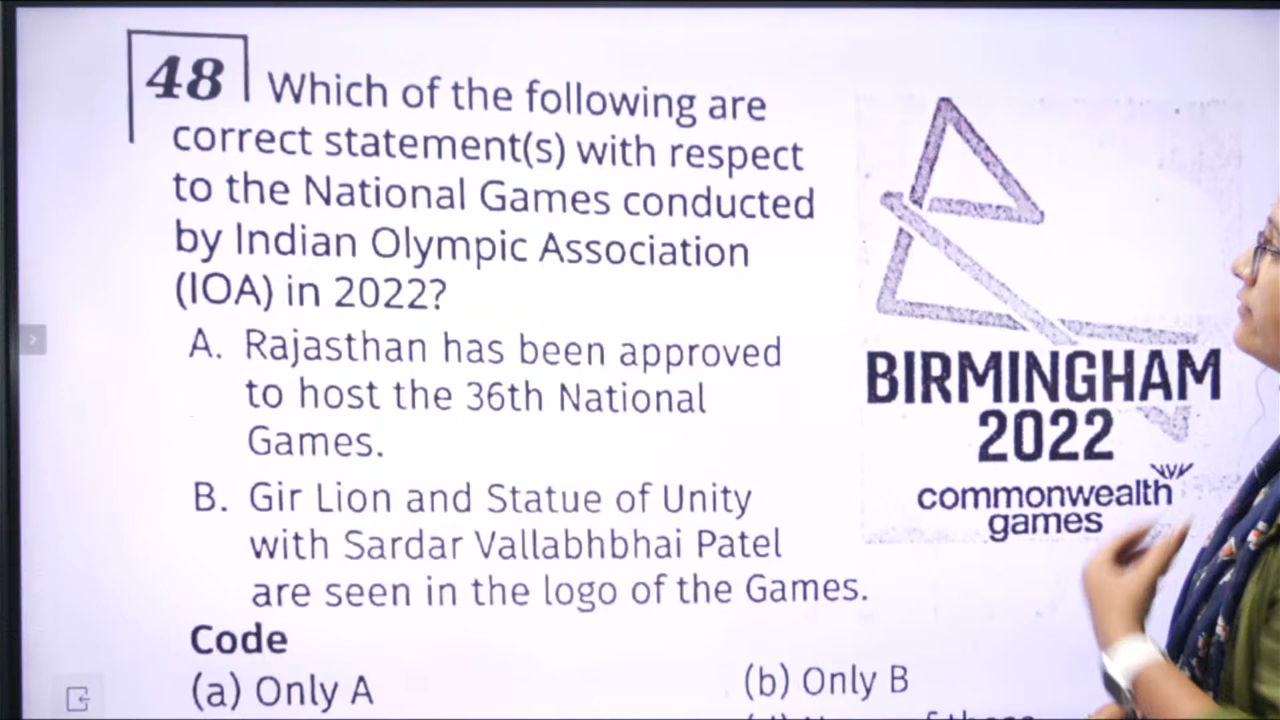 48 Which of the following are
correct statement(s) with respect
to the National Games conducted
by Indian Olympic Association
(IOA) in 2022?
A. Rajasthan has been approved
to host the 36th National
Games.
B. Gir Lion and Statue of Unity
with Sardar Vallabhbhai Patel
are seen in the logo of the Games.
Code
(a) Only A
(b) Only B
BIRMINGHAM
2022
commonwealth
games